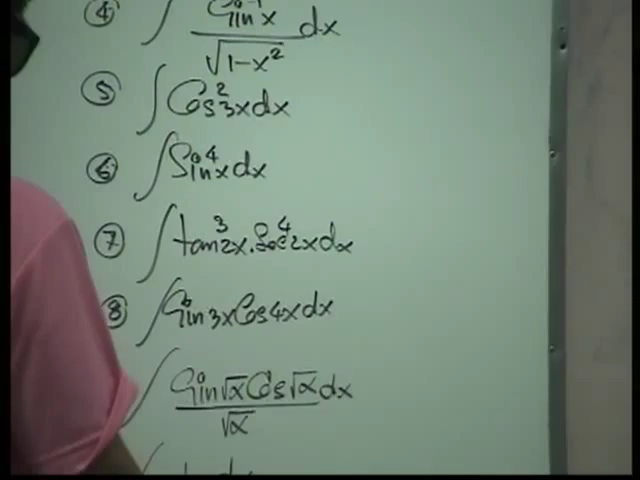 ④ ∫ sin⁻¹x / √1-x² dx
⑤ ∫ Cos²3x dx
⑥ ∫ Sin⁴x dx
⑦ ∫ tan³2x . Sec⁴2x dx
⑧ ∫ Sin3x Cos4x dx
∫ Sin√x Cos√x / √x dx